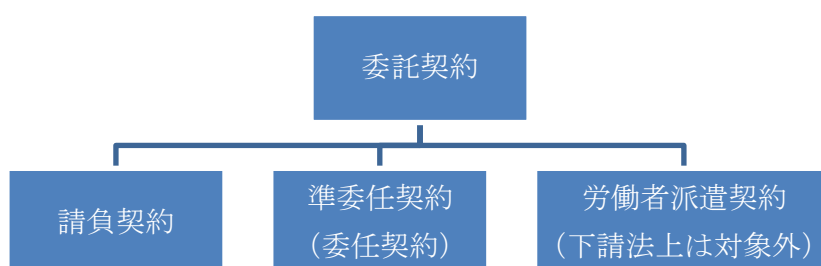 委託契約
請負契約
準委任契約
（委任契約）
労働者派遣契約
（下請法上は対象外）